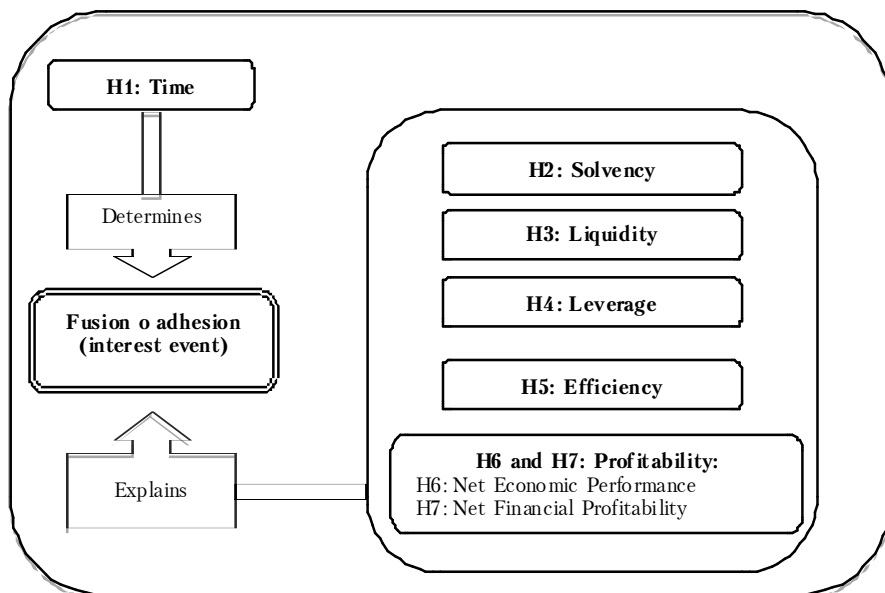 H1: Time
Determines
Fusion o adhesion
(interest event)
Explains
H2: Solvency
H3: Liquidity
H4: Leverage
H5: Efficiency
H6 and H7: Profitability:
H6: Net Economic Performance
H7: Net Financial Profitability